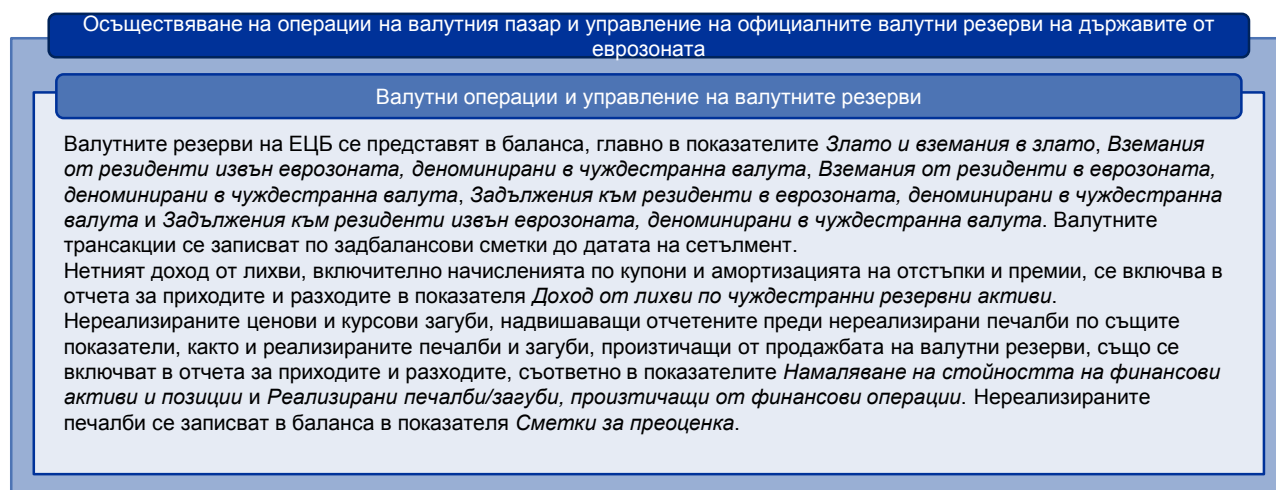 Осъществяване на операции на валутния пазар и управление на официалните валутни резерви на държавите от
еврозоната
Валутни операции и управление на валутните резерви
Валутните резерви на ЕЦБ се представят в баланса, главно в показателите Злато и вземания в злато, Вземания
от резиденти извън еврозоната, деноминирани в чуждестранна валута, Вземания от резиденти в еврозоната,
деноминирани в чуждестранна валута, Задължения към резиденти в еврозоната, деноминирани в чуждестранна
валута и Задължения към резиденти извън еврозоната, деноминирани в чуждестранна валута. Валутните
трансакции се записват по задбалансови сметки до датата на сетълмент.
Нетният доход от лихви, включително начисленията по купони и амортизацията на отстъпки и премии, се включва в
отчета за приходите и разходите в показателя Доход от лихви по чуждестранни резервни активи.
Нереализираните ценови и курсови загуби, надвишаващи отчетените преди нереализирани печалби по същите
показатели, както и реализираните печалби и загуби, произтичащи от продажбата на валутни резерви, също се
включват в отчета за приходите и разходите, съответно в показателите Намаляване на стойността на финансови
активи и позиции и Реализирани печалби/загуби, произтичащи от финансови операции. Нереализираните
печалби се записват в баланса в показателя Сметки за преоценка.